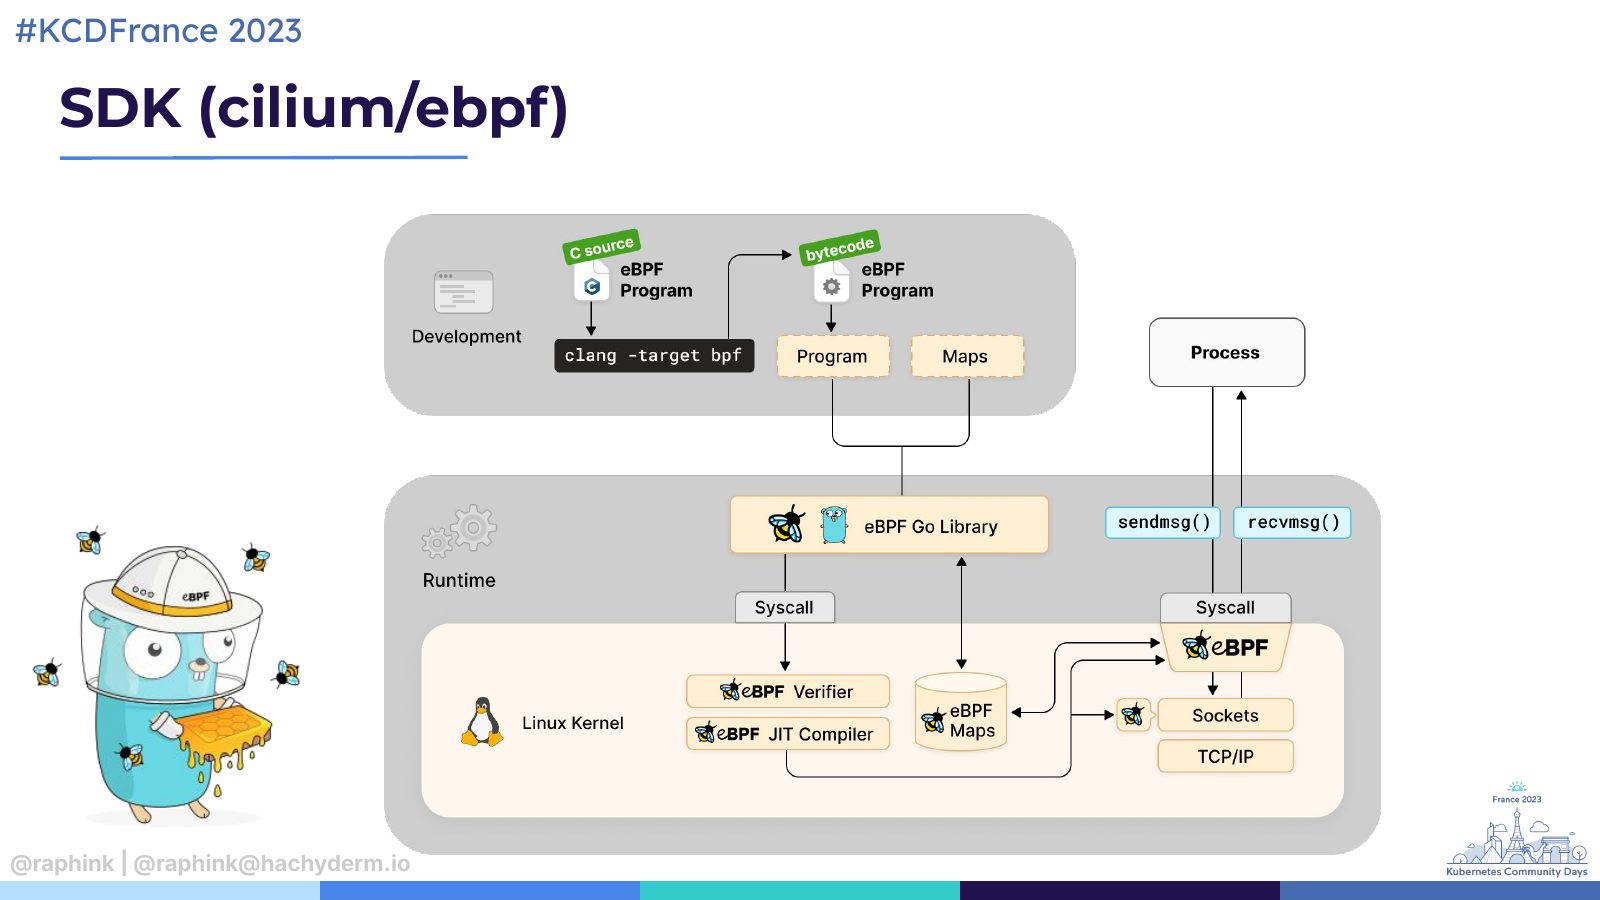 #KCDFrance 2023
SDK (cilium/ebpf)
C source
eBPF
Program
bytecode
eBPF
Program
Development
clang -target bpf
Program
Maps
Process
eBPF Go Library
sendmsg()
recvmsg()
Runtime
Syscall
Syscall
eBPF
eBPF
eBPF Verifier
Linux Kernel
eBPF
Maps
Sockets
eBPF JIT Compiler
TCP/IP
France 2023
Kubernetes Community Days
@raphink | @raphink@hachyderm.io